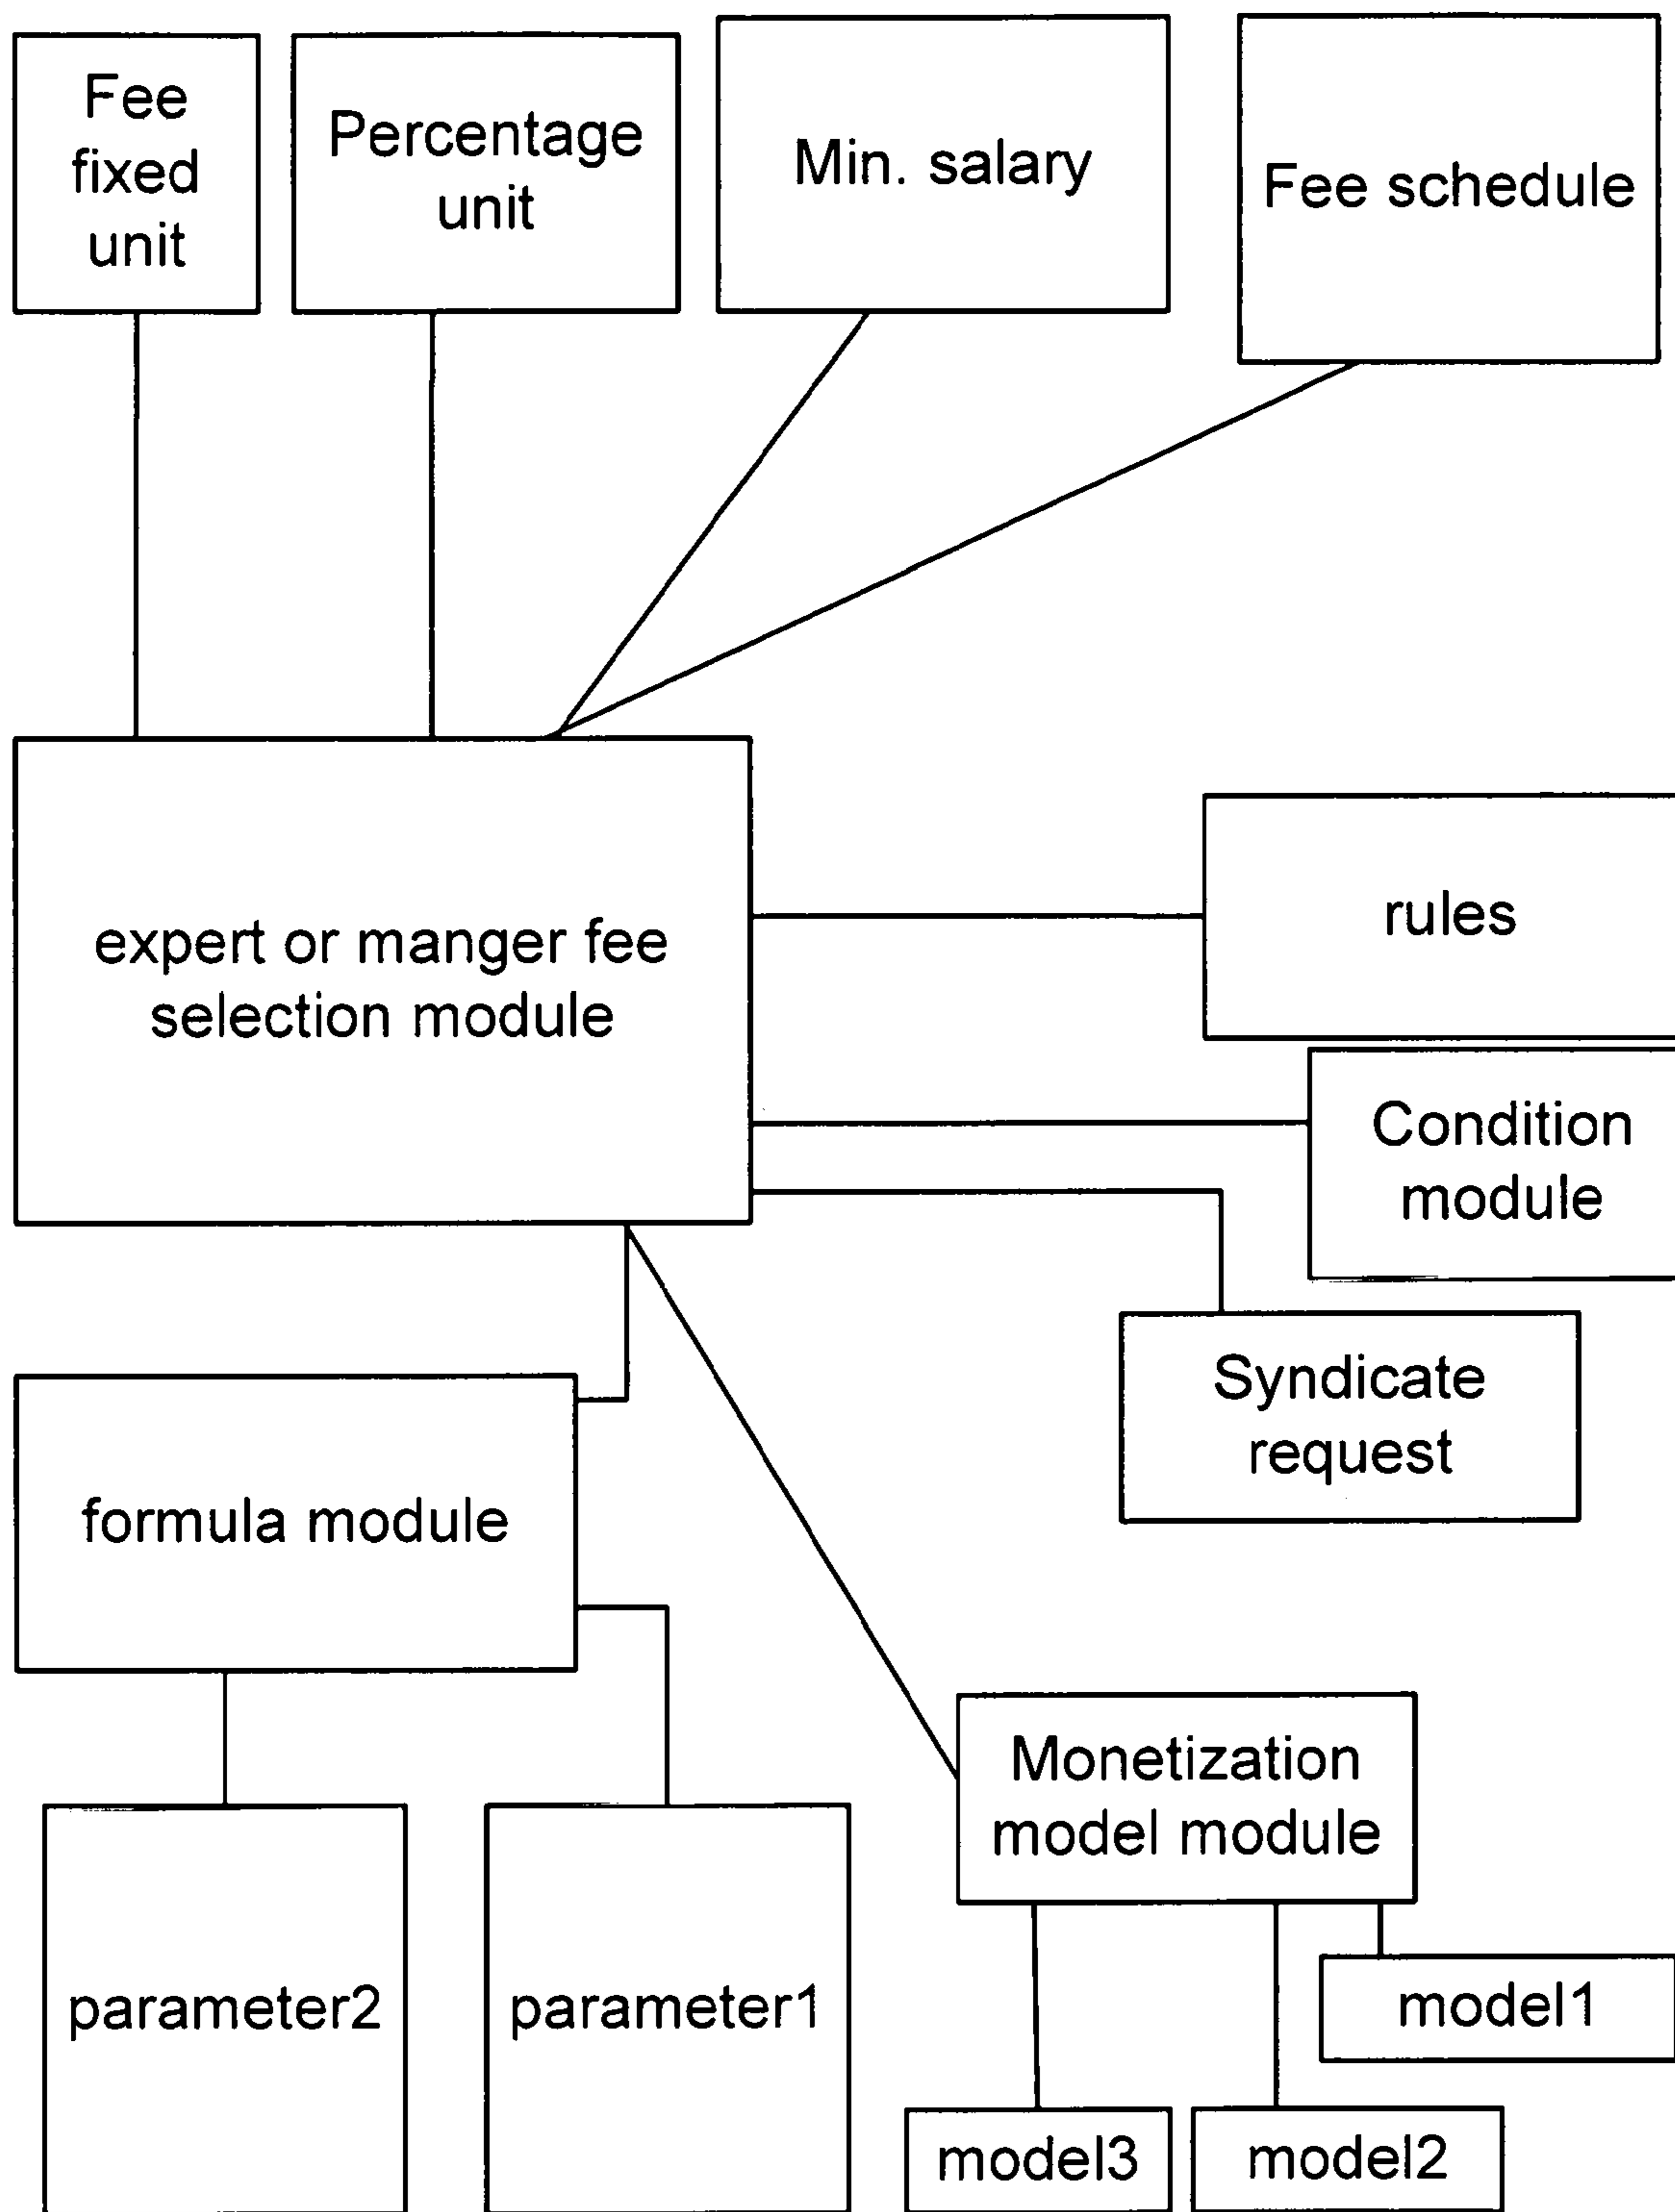 Fee
fixed
unit
Percentage
unit
Min. salary
Fee schedule
expert or manger fee
selection module
rules
Condition
module
Syndicate
request
formula module
Monetization
model module
parameter2
parameter1
model1
model3
model2